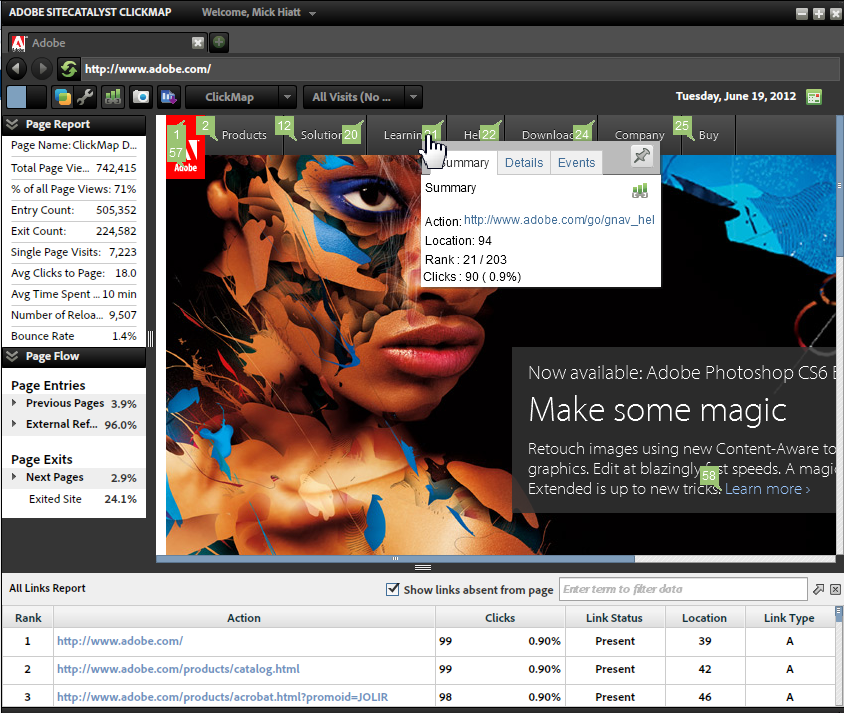 ADOBE SITECATALYST CLICKMAP Welcome, Mick Hiatt
Adobe
http://www.adobe.com/
ClickMap All Visits (No ... Tuesday, June 19, 2012
Page Report
Page Name: ClickMap D...
Total Page Vie... 742,415
% of all Page Views: 71%
Entry Count: 505,352
Exit Count: 224,582
Single Page Visits: 7,223
Avg Clicks to Page: 18.0
Avg Time Spent ... 10 min
Number of Reloa... 9,507
Bounce Rate 1.4%
Page Flow
Page Entries
Previous Pages 3.9%
External Ref... 96.0%
Page Exits
Next Pages 2.9%
Exited Site 24.1%
1 2 Products 12 Solution 20 Learnin 21 Hel 22 Download 24 Company 25 Buy
57
Adobe
Summary Details Events
Summary
Action: http://www.adobe.com/go/gnav_hel
Location: 94
Rank : 21 / 203
Clicks : 90 ( 0.9%)
Now available: Adobe Photoshop CS6 E
Make some magic
Retouch images using new Content-Aware to
graphics. Edit at blazingly st speeds. A magi
58
Extended is up to new tricks. Learn more ›
All Links Report Show links absent from page Enter term to filter data
Rank Action Clicks Link Status Location Link Type
1 http://www.adobe.com/ 99 0.90% Present 39 A
2 http://www.adobe.com/products/catalog.html 99 0.90% Present 42 A
3 http://www.adobe.com/products/acrobat.html?promoid=JOLIR 98 0.90% Present 46 A